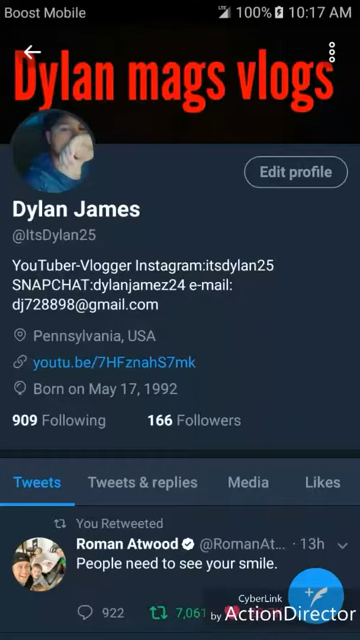 Boost Mobile
LTE 100% 10:17 AM
Dylan mags vlogs
Edit profile
Dylan James
@ItsDylan25
YouTuber-Vlogger Instagram:itsdylan25
SNAPCHAT:dylanjamez24 e-mail:
dj728898@gmail.com
Pennsylvania, USA
youtu.be/7HFznahS7mk
Born on May 17, 1992
909 Following 166 Followers
Tweets Tweets & replies Media Likes
You Retweeted
Roman Atwood @RomanAt... · 13h
People need to see your smile.
922 7,061
CyberLink
by ActionDirector